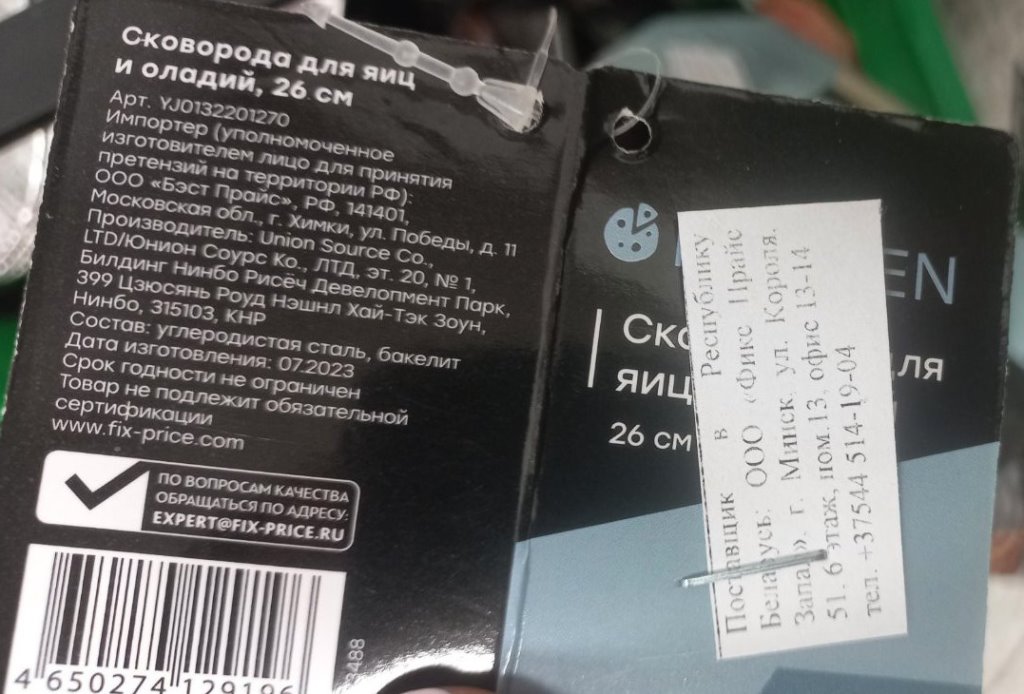 Сковорода для яиц
и оладий, 26 см
Арт. YJ0132201270
Импортер (уполномоченное
изготовителем лицо для принятия
претензий на территории РФ):
ООО «Бэст Прайс», РФ, 141401,
Московская обл., г. Химки, ул. Победы, д. 11
Производитель: Union Source Co.,
LTD/Юнион Соурс Ко., ЛТД, эт. 20, № 1,
Билдинг Нинбо Рисёч Девелопмент Парк,
399 Цзюсянь Роуд Нэшнл Хай-Тэк Зоун,
Нинбо, 315103, КНР
Состав: углеродистая сталь, бакелит
Дата изготовления: 07.2023
Срок годности не ограничен
Товар не подлежит обязательной
сертификации
www.fix-price.com
ПО ВОПРОСАМ КАЧЕСТВА
ОБРАЩАТЬСЯ ПО АДРЕСУ:
EXPERT@FIX-PRICE.RU
4 650274 129196
EN
Ско ля
яиц
26 см
Поставщик в Республику
Беларусь: ООО «Фикс Прайс
Запад». г. Минск, ул. Короля.
51. 6 этаж, пом.13, офис 13-14
тел. +37544 514-19-04